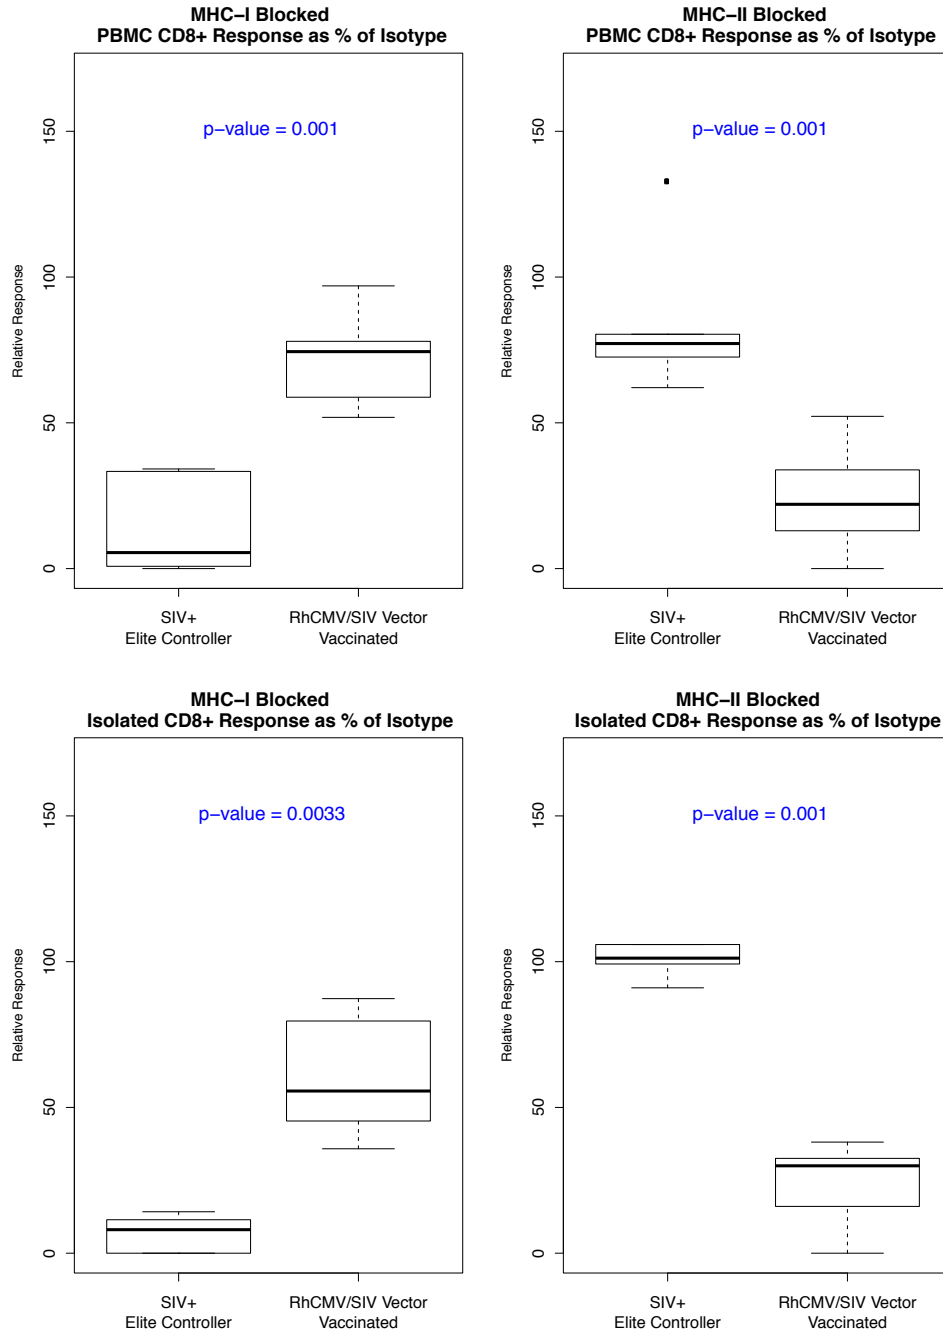 MHC−I Blocked
PBMC CD8+ Response as % of Isotype
p−value = 0.001
Relative Response
0
50
100
150
SIV+
Elite Controller
RhCMV/SIV Vector
Vaccinated
MHC−II Blocked
PBMC CD8+ Response as % of Isotype
p−value = 0.001
Relative Response
0
50
100
150
SIV+
Elite Controller
RhCMV/SIV Vector
Vaccinated
MHC−I Blocked
Isolated CD8+ Response as % of Isotype
p−value = 0.0033
Relative Response
0
50
100
150
SIV+
Elite Controller
RhCMV/SIV Vector
Vaccinated
MHC−II Blocked
Isolated CD8+ Response as % of Isotype
p−value = 0.001
Relative Response
0
50
100
150
SIV+
Elite Controller
RhCMV/SIV Vector
Vaccinated